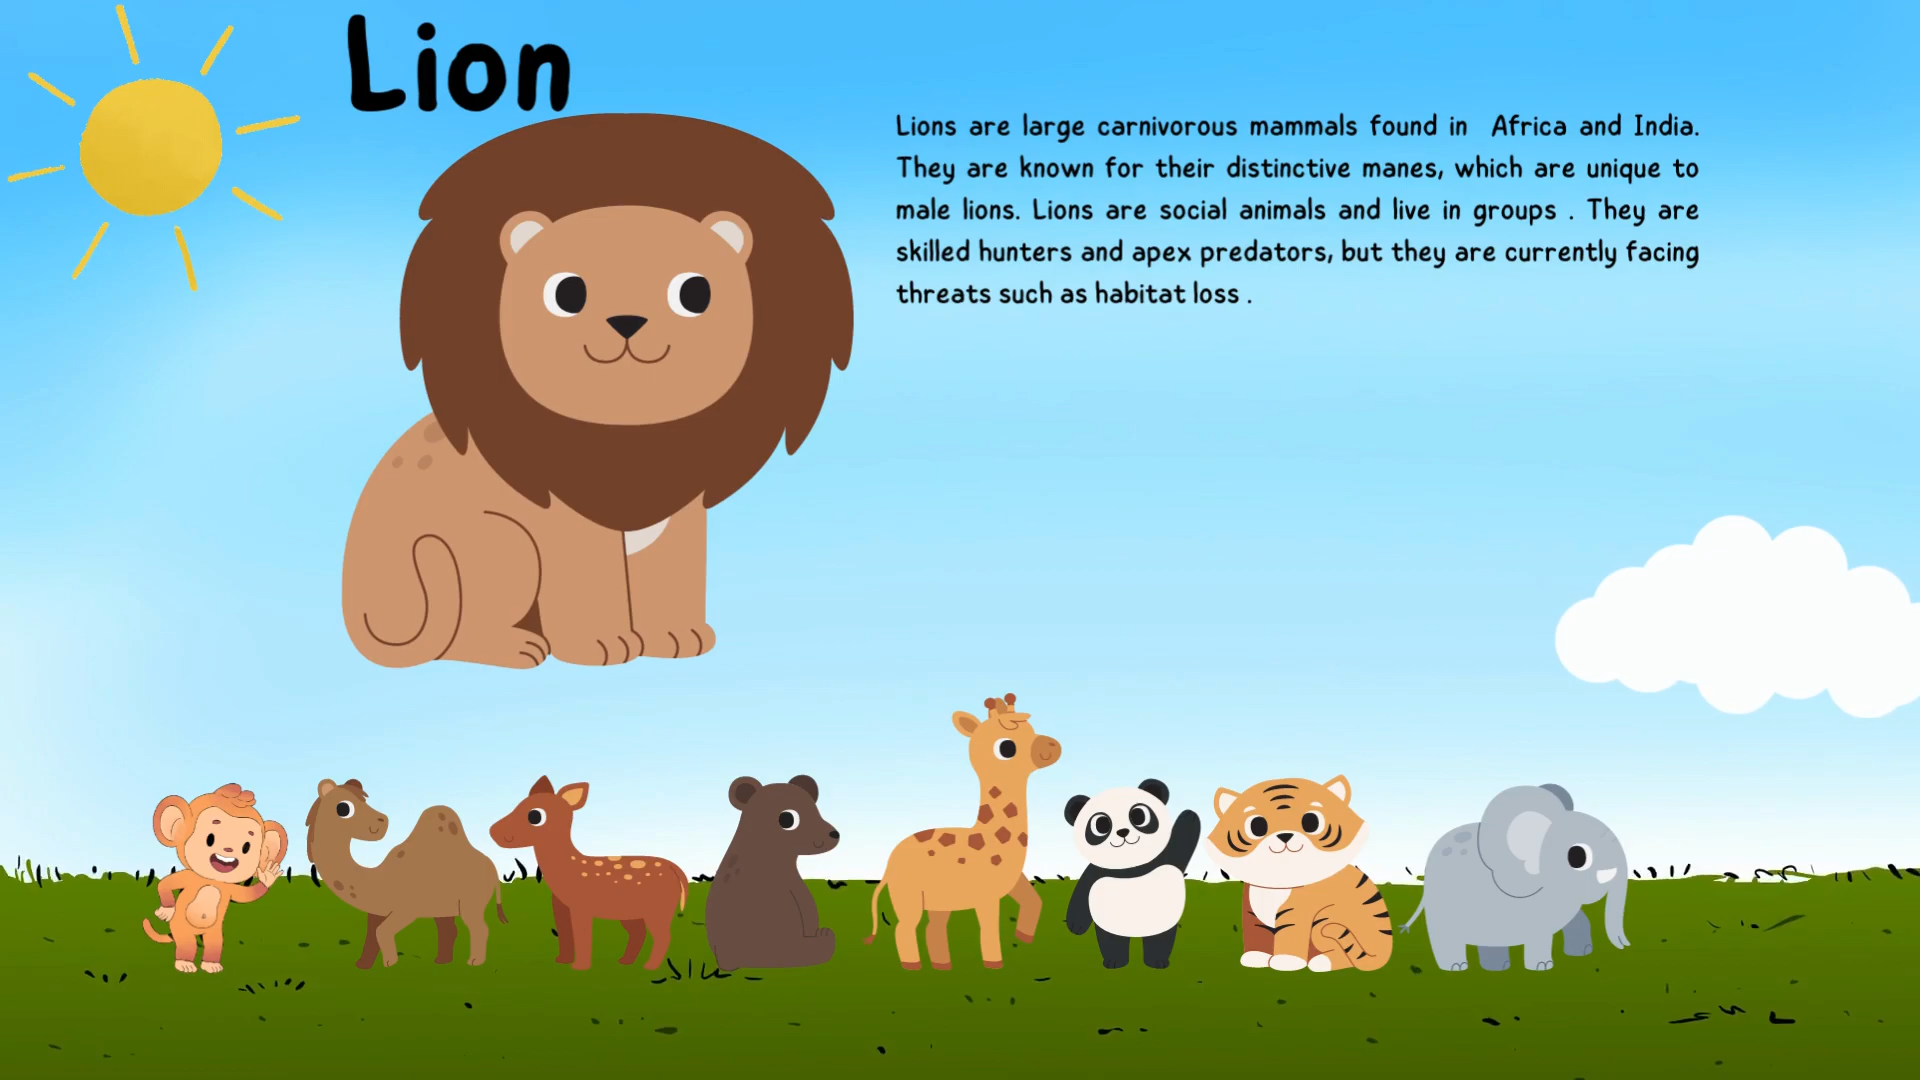 Lion
Lions are large carnivorous mammals found in Africa and India.
They are known for their distinctive manes, which are unique to
male lions. Lions are social animals and live in groups . They are
skilled hunters and apex predators, but they are currently facing
threats such as habitat loss .